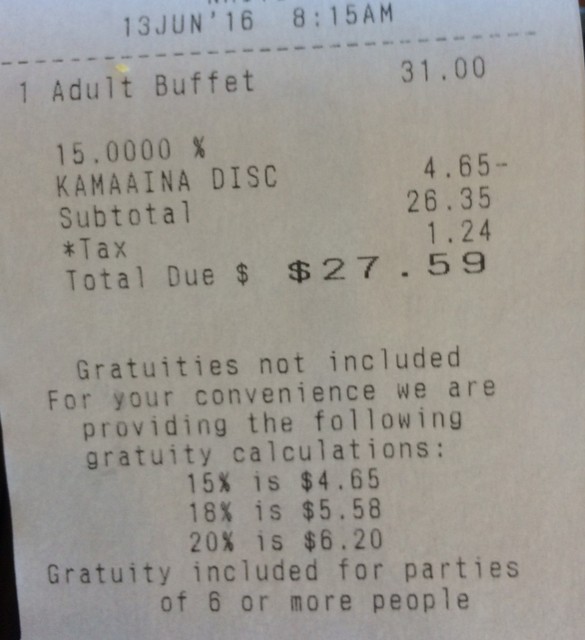 13JUN'16 8:15AM
1 Adult Buffet 31.00
15.0000 %
KAMAAINA DISC 4.65-
Subtotal 26.35
*Tax 1.24
Total Due $ $27.59
Gratuities not included
For your convenience we are
providing the following
gratuity calculations:
15% is $4.65
18% is $5.58
20% is $6.20
Gratuity included for parties
of 6 or more people